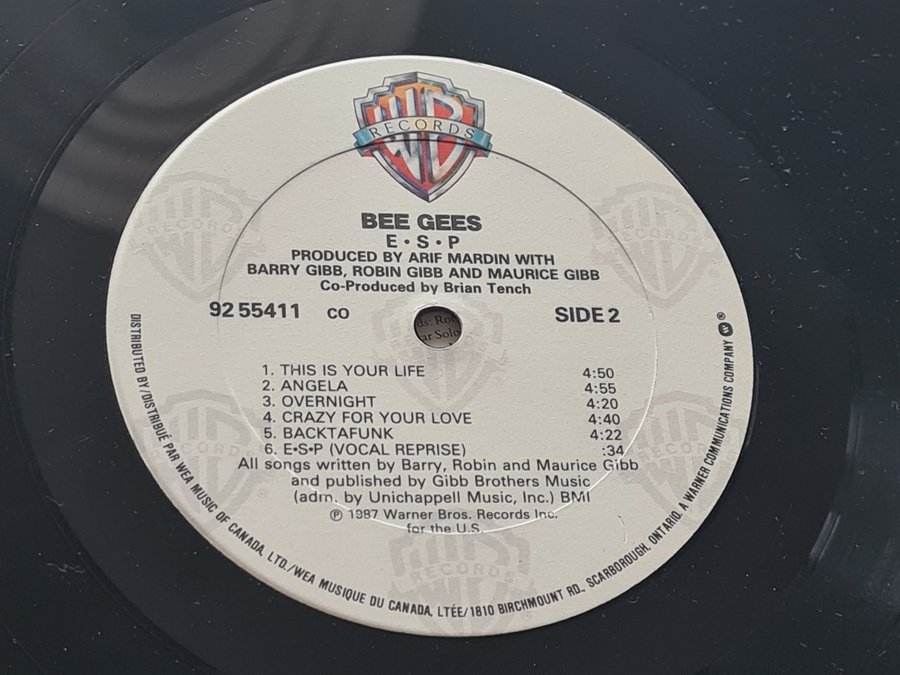 WB
RECORDS
BEE GEES
E•S•P
PRODUCED BY ARIF MARDIN WITH
BARRY GIBB, ROBIN GIBB AND MAURICE GIBB
Co-Produced by Brian Tench
92 55411 CO SIDE 2
ds: Ro
ar Solo
1. THIS IS YOUR LIFE 4:50
2. ANGELA 4:55
3. OVERNIGHT 4:20
4. CRAZY FOR YOUR LOVE 4:40
5. BACKTAFUNK 4:22
6. E•S•P (VOCAL REPRISE) :34
All songs written by Barry, Robin and Maurice Gibb
and published by Gibb Brothers Music
(adm. by Unichappell Music, Inc.) BMI
℗ 1987 Warner Bros. Records Inc.
for the U.S.
DISTRIBUTED BY/DISTRIBUÉ PAR WEA MUSIC OF CANADA, LTD./WEA MUSIQUE DU CANADA, LTÉE/1810 BIRCHMOUNT RD., SCARBOROUGH, ONTARIO. A WARNER COMMUNICATIONS COMPANY ®